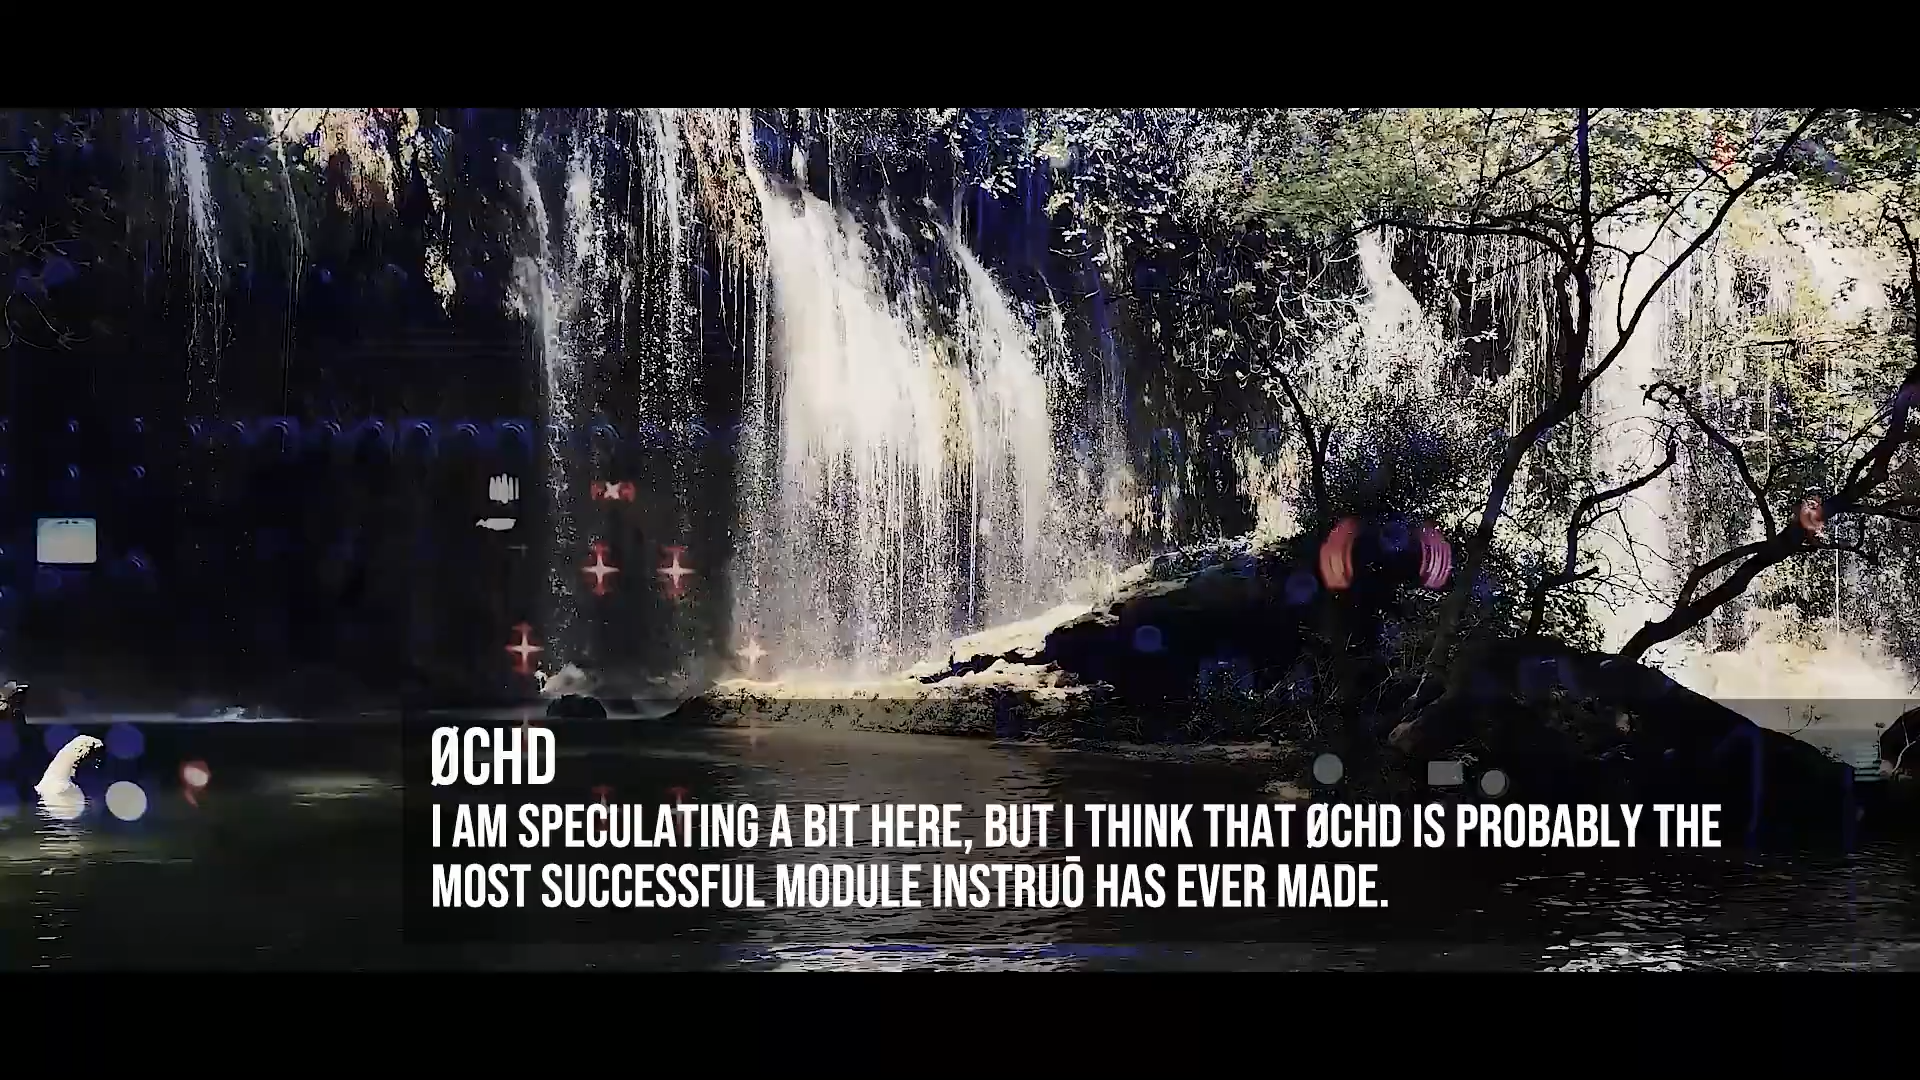 ØCHD
I AM SPECULATING A BIT HERE, BUT I THINK THAT ØCHD IS PROBABLY THE
MOST SUCCESSFUL MODULE INSTRUŌ HAS EVER MADE.